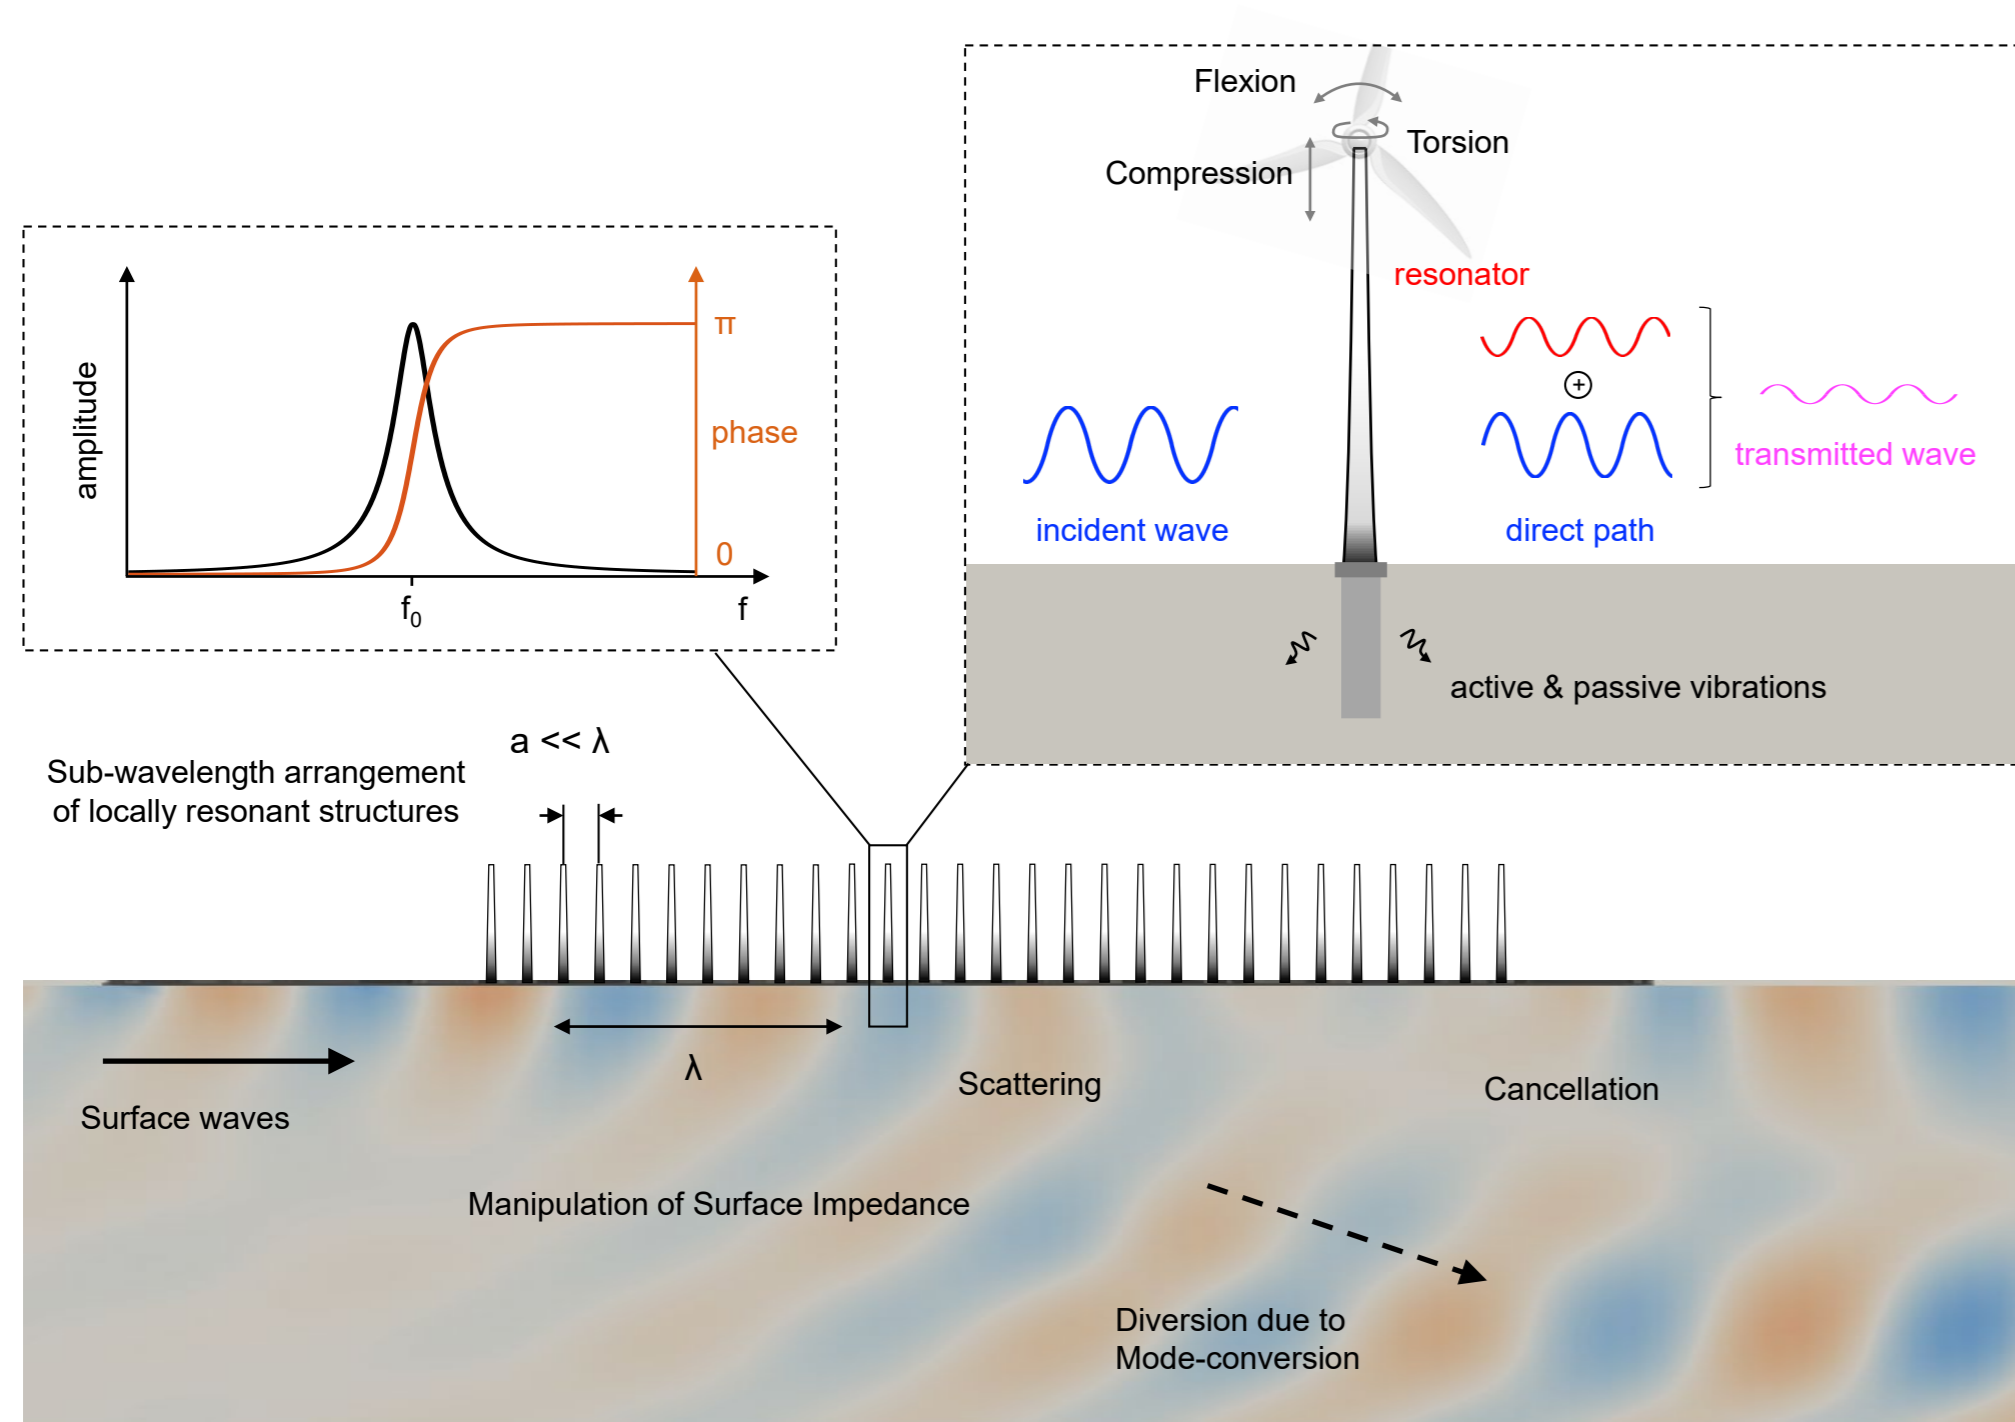 Flexion
Torsion
Compression
resonator
π
amplitude
phase
0
f₀
f
+
transmitted wave
incident wave
direct path
active & passive vibrations
a << λ
Sub-wavelength arrangement
of locally resonant structures
λ
Surface waves
Scattering
Cancellation
Manipulation of Surface Impedance
Diversion due to
Mode-conversion